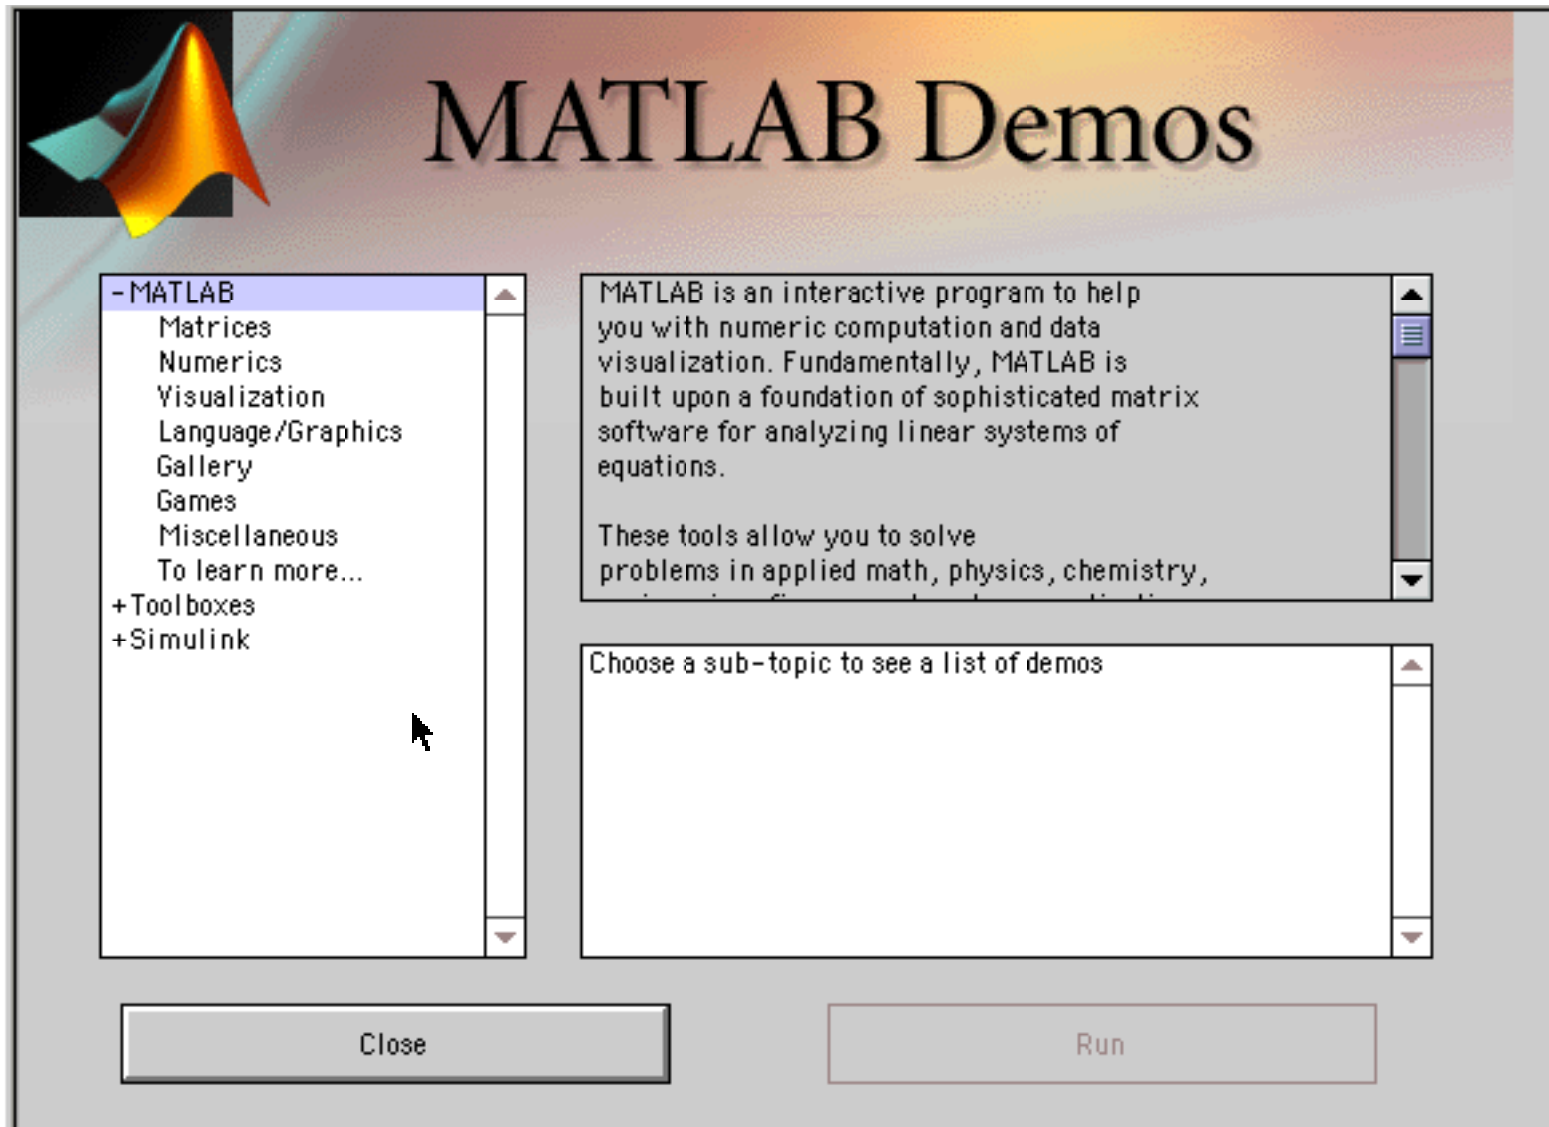 MATLAB Demos
-MATLAB
Matrices
Numerics
Visualization
Language/Graphics
Gallery
Games
Miscellaneous
To learn more...
+Toolboxes
+Simulink
MATLAB is an interactive program to help
you with numeric computation and data
visualization. Fundamentally, MATLAB is
built upon a foundation of sophisticated matrix
software for analyzing linear systems of
equations.
These tools allow you to solve
problems in applied math, physics, chemistry,
Choose a sub-topic to see a list of demos
Close
Run